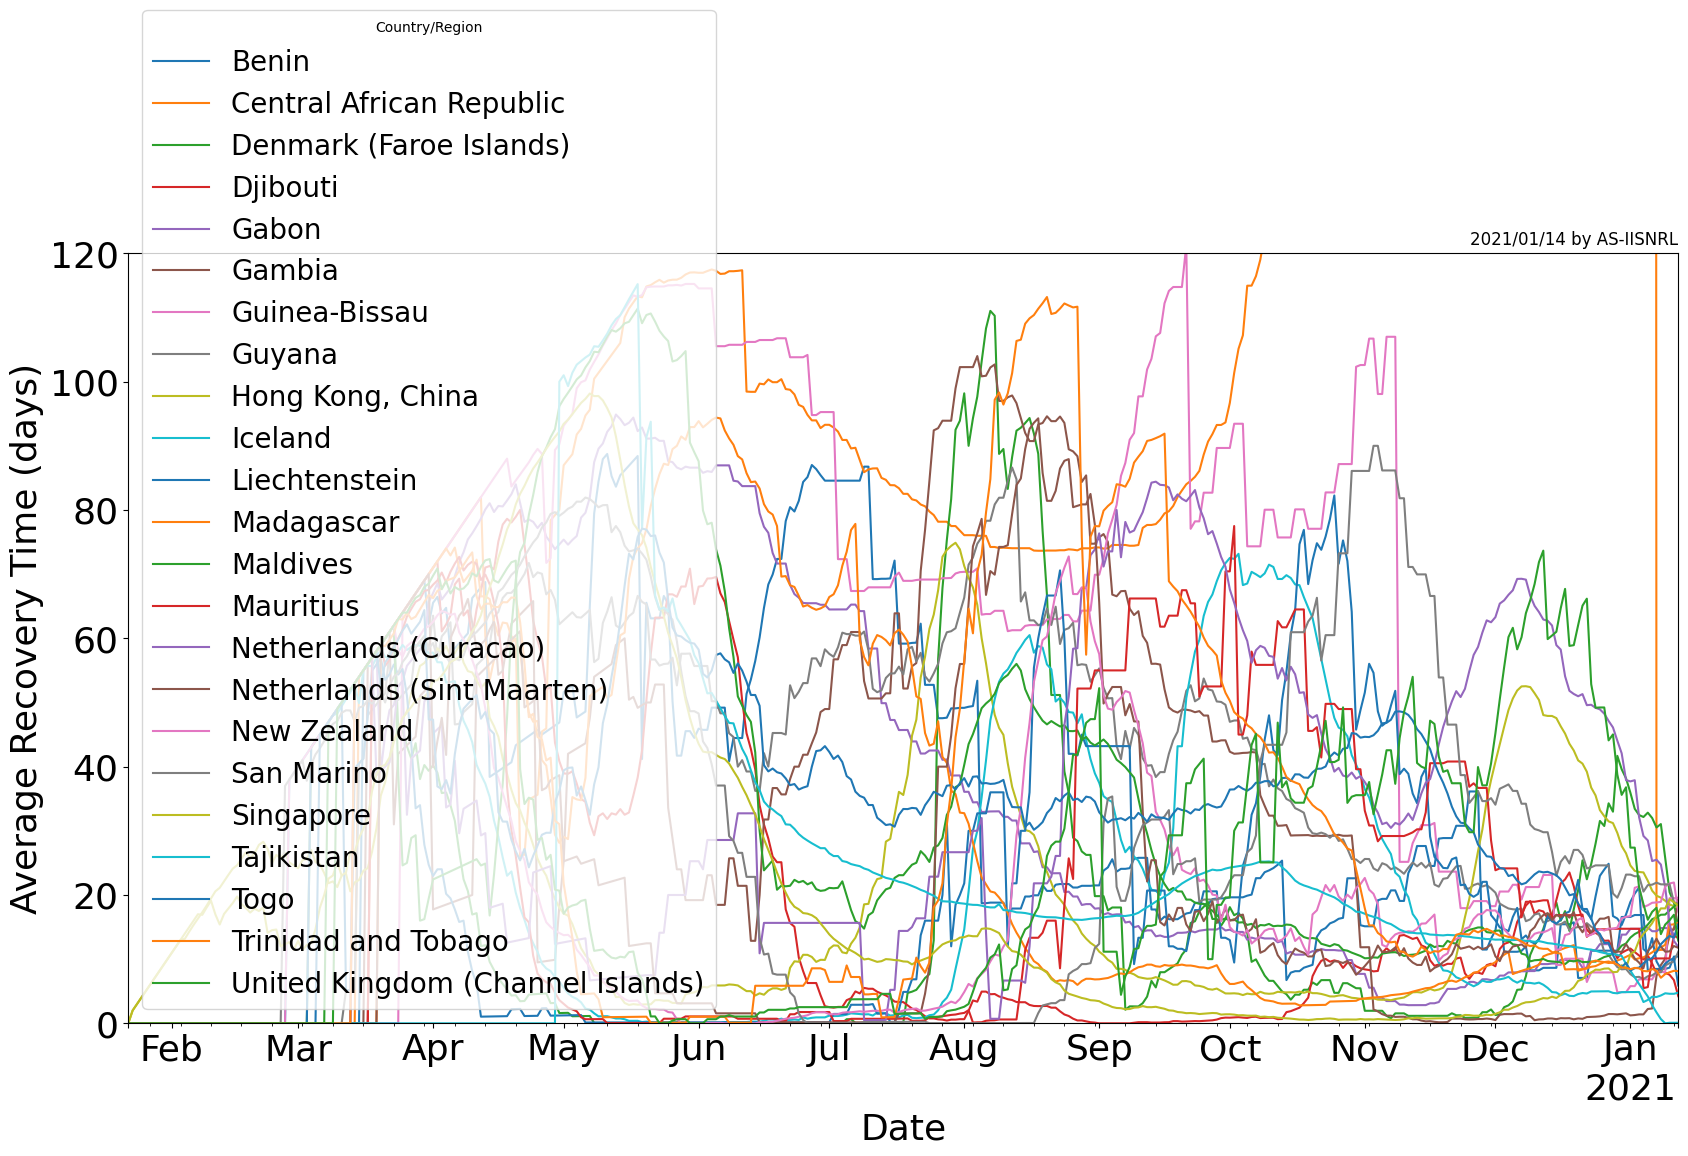 Country/Region
Benin
Central African Republic
Denmark (Faroe Islands)
Djibouti
Gabon
Gambia
Guinea-Bissau
Guyana
Hong Kong, China
Iceland
Liechtenstein
Madagascar
Maldives
Mauritius
Netherlands (Curacao)
Netherlands (Sint Maarten)
New Zealand
San Marino
Singapore
Tajikistan
Togo
Trinidad and Tobago
United Kingdom (Channel Islands)
2021/01/14 by AS-IISNRL
Average Recovery Time (days)
120
100
80
60
40
20
0
Feb Mar Apr May Jun Jul Aug Sep Oct Nov Dec Jan
2021
Date